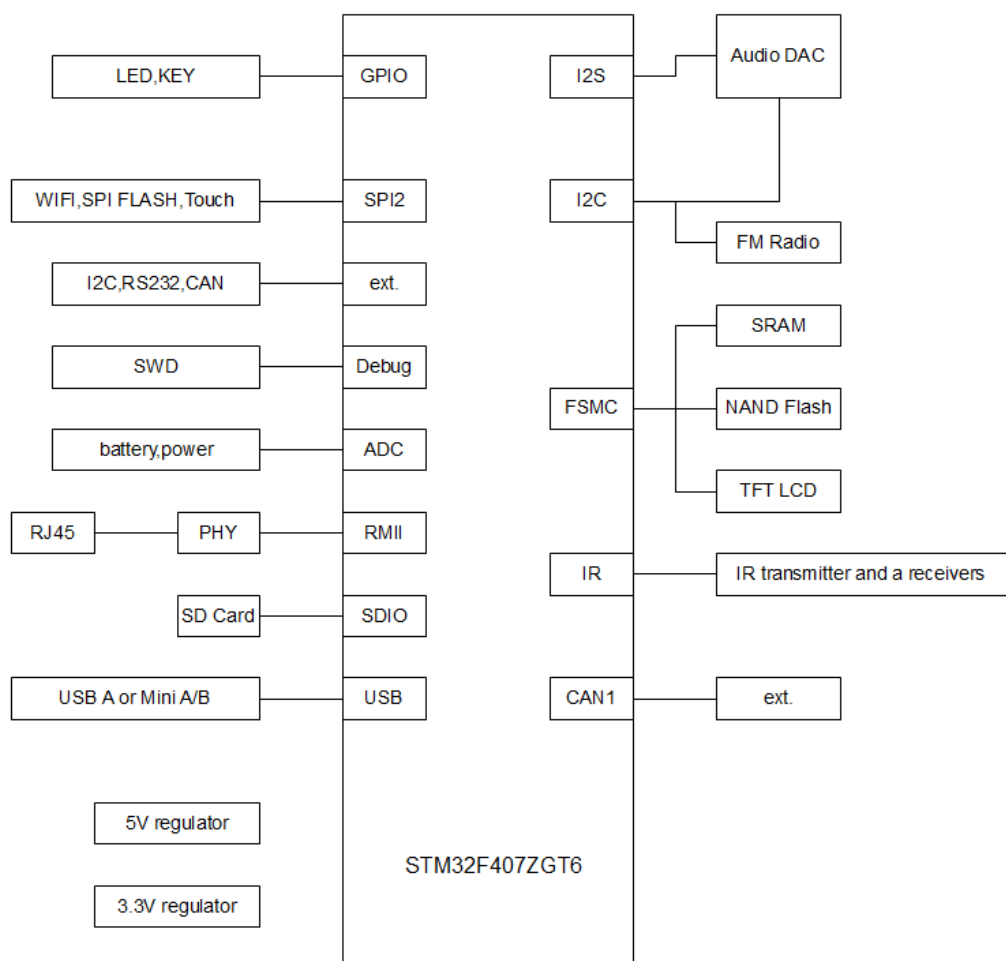 LED,KEY
GPIO
I2S
Audio DAC
WIFI,SPI FLASH,Touch
SPI2
I2C
FM Radio
I2C,RS232,CAN
ext.
SRAM
SWD
Debug
FSMC
NAND Flash
battery,power
ADC
TFT LCD
RJ45
PHY
RMII
IR
IR transmitter and a receivers
SD Card
SDIO
USB A or Mini A/B
USB
CAN1
ext.
5V regulator
STM32F407ZGT6
3.3V regulator